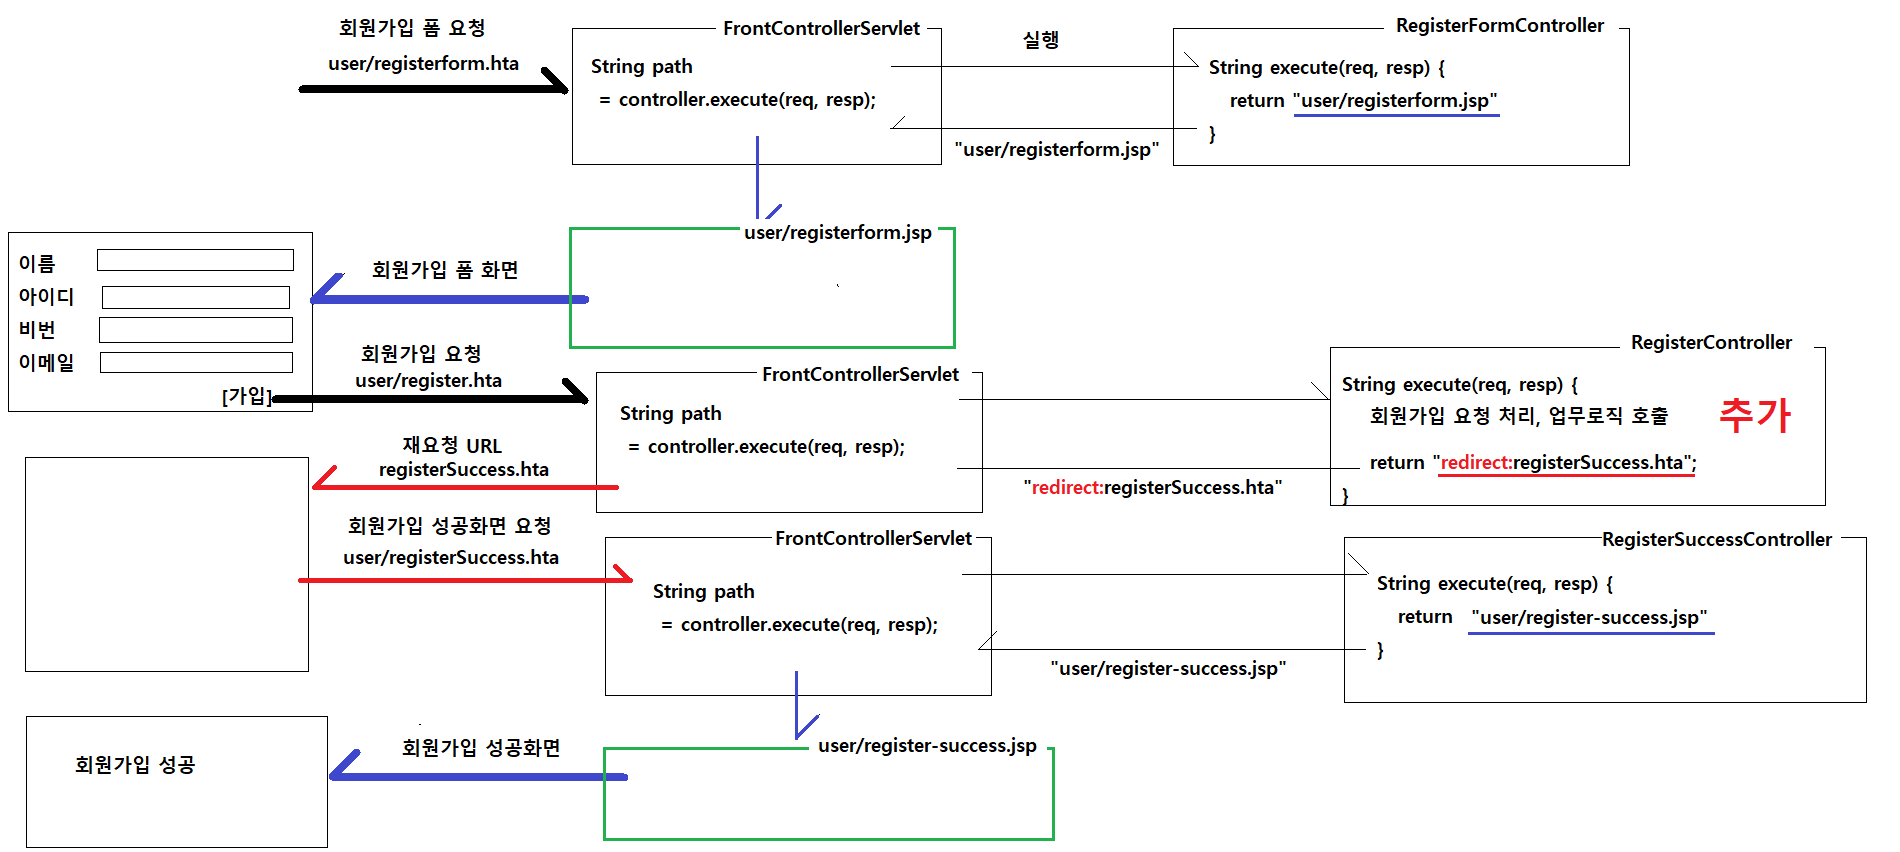 회원가입 폼 요청
user/registerform.hta
FrontControllerServlet
String path
= controller.execute(req, resp);
실행
"user/registerform.jsp"
RegisterFormController
String execute(req, resp) {
return "user/registerform.jsp"
}
user/registerform.jsp
회원가입 폼 화면
이름
아이디
비번
이메일
[가입]
회원가입 요청
user/register.hta
FrontControllerServlet
String path
= controller.execute(req, resp);
RegisterController
String execute(req, resp) {
회원가입 요청 처리, 업무로직 호출
추가
return "redirect:registerSuccess.hta";
}
"redirect:registerSuccess.hta"
재요청 URL
registerSuccess.hta
회원가입 성공화면 요청
user/registerSuccess.hta
FrontControllerServlet
String path
= controller.execute(req, resp);
RegisterSuccessController
String execute(req, resp) {
return "user/register-success.jsp"
}
"user/register-success.jsp"
user/register-success.jsp
회원가입 성공화면
회원가입 성공